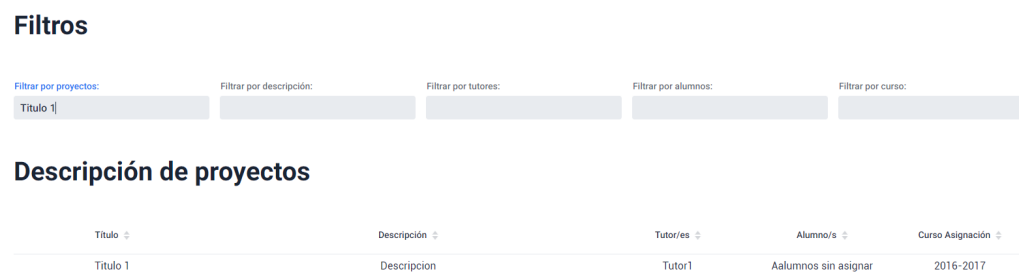 Filtros
Filtrar por proyectos: Filtrar por descripción: Filtrar por tutores: Filtrar por alumnos: Filtrar por curso:
Titulo 1
Descripción de proyectos
Título Descripción Tutor/es Alumno/s Curso Asignación
Titulo 1 Descripcion Tutor1 Aalumnos sin asignar 2016-2017